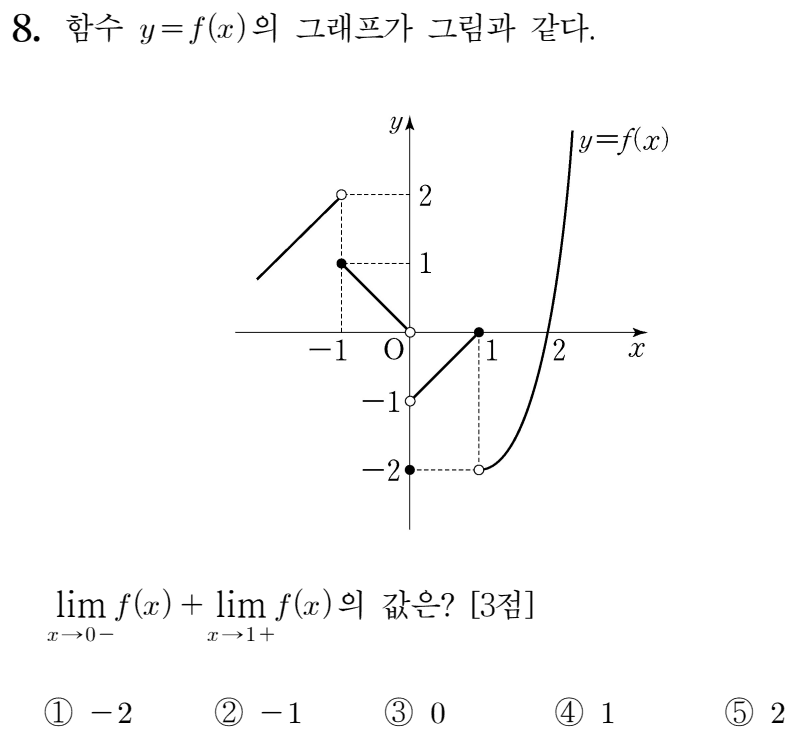 8. 함수 y=f(x)의 그래프가 그림과 같다.
y
y=f(x)
2
1
-1 O 1 2 x
-1
-2
lim f(x) + lim f(x)의 값은? [3점]
x→0- x→1+
① -2 ② -1 ③ 0 ④ 1 ⑤ 2